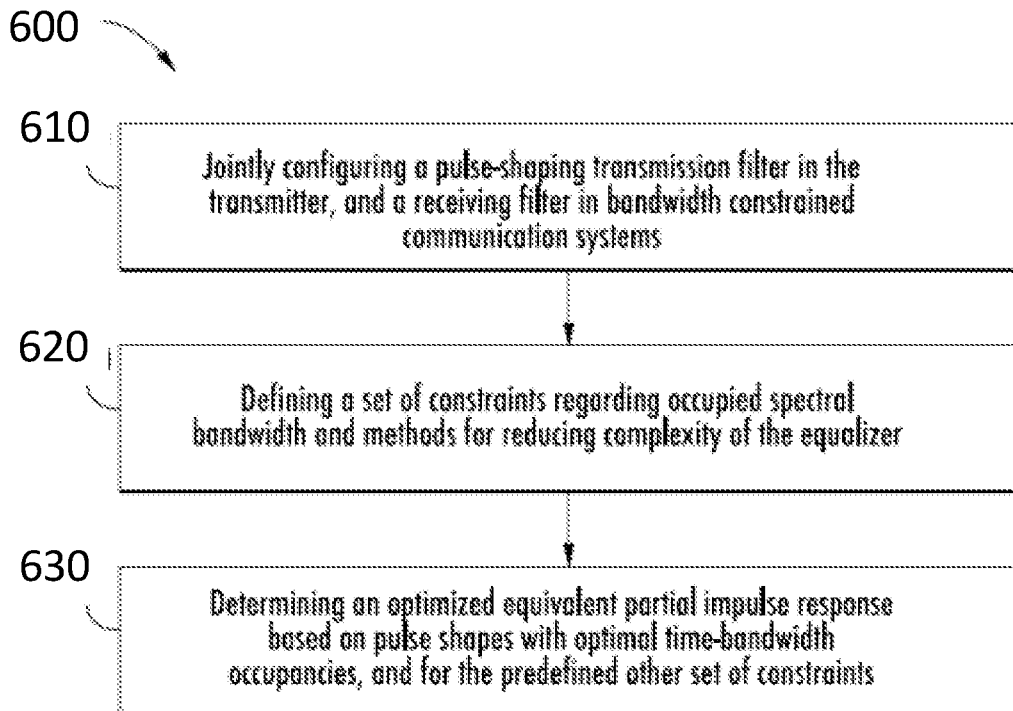 600
610
Jointly configuring a pulse-shaping transmission filter in the
transmitter, and a receiving filter in bandwidth constrained
communication systems
620
Defining a set of constraints regarding occupied spectral
bandwidth and methods for reducing complexity of the equalizer
630
Determining an optimized equivalent partial impulse response
based on pulse shapes with optimal time-bandwidth
occupancies, and for the predefined other set of constraints